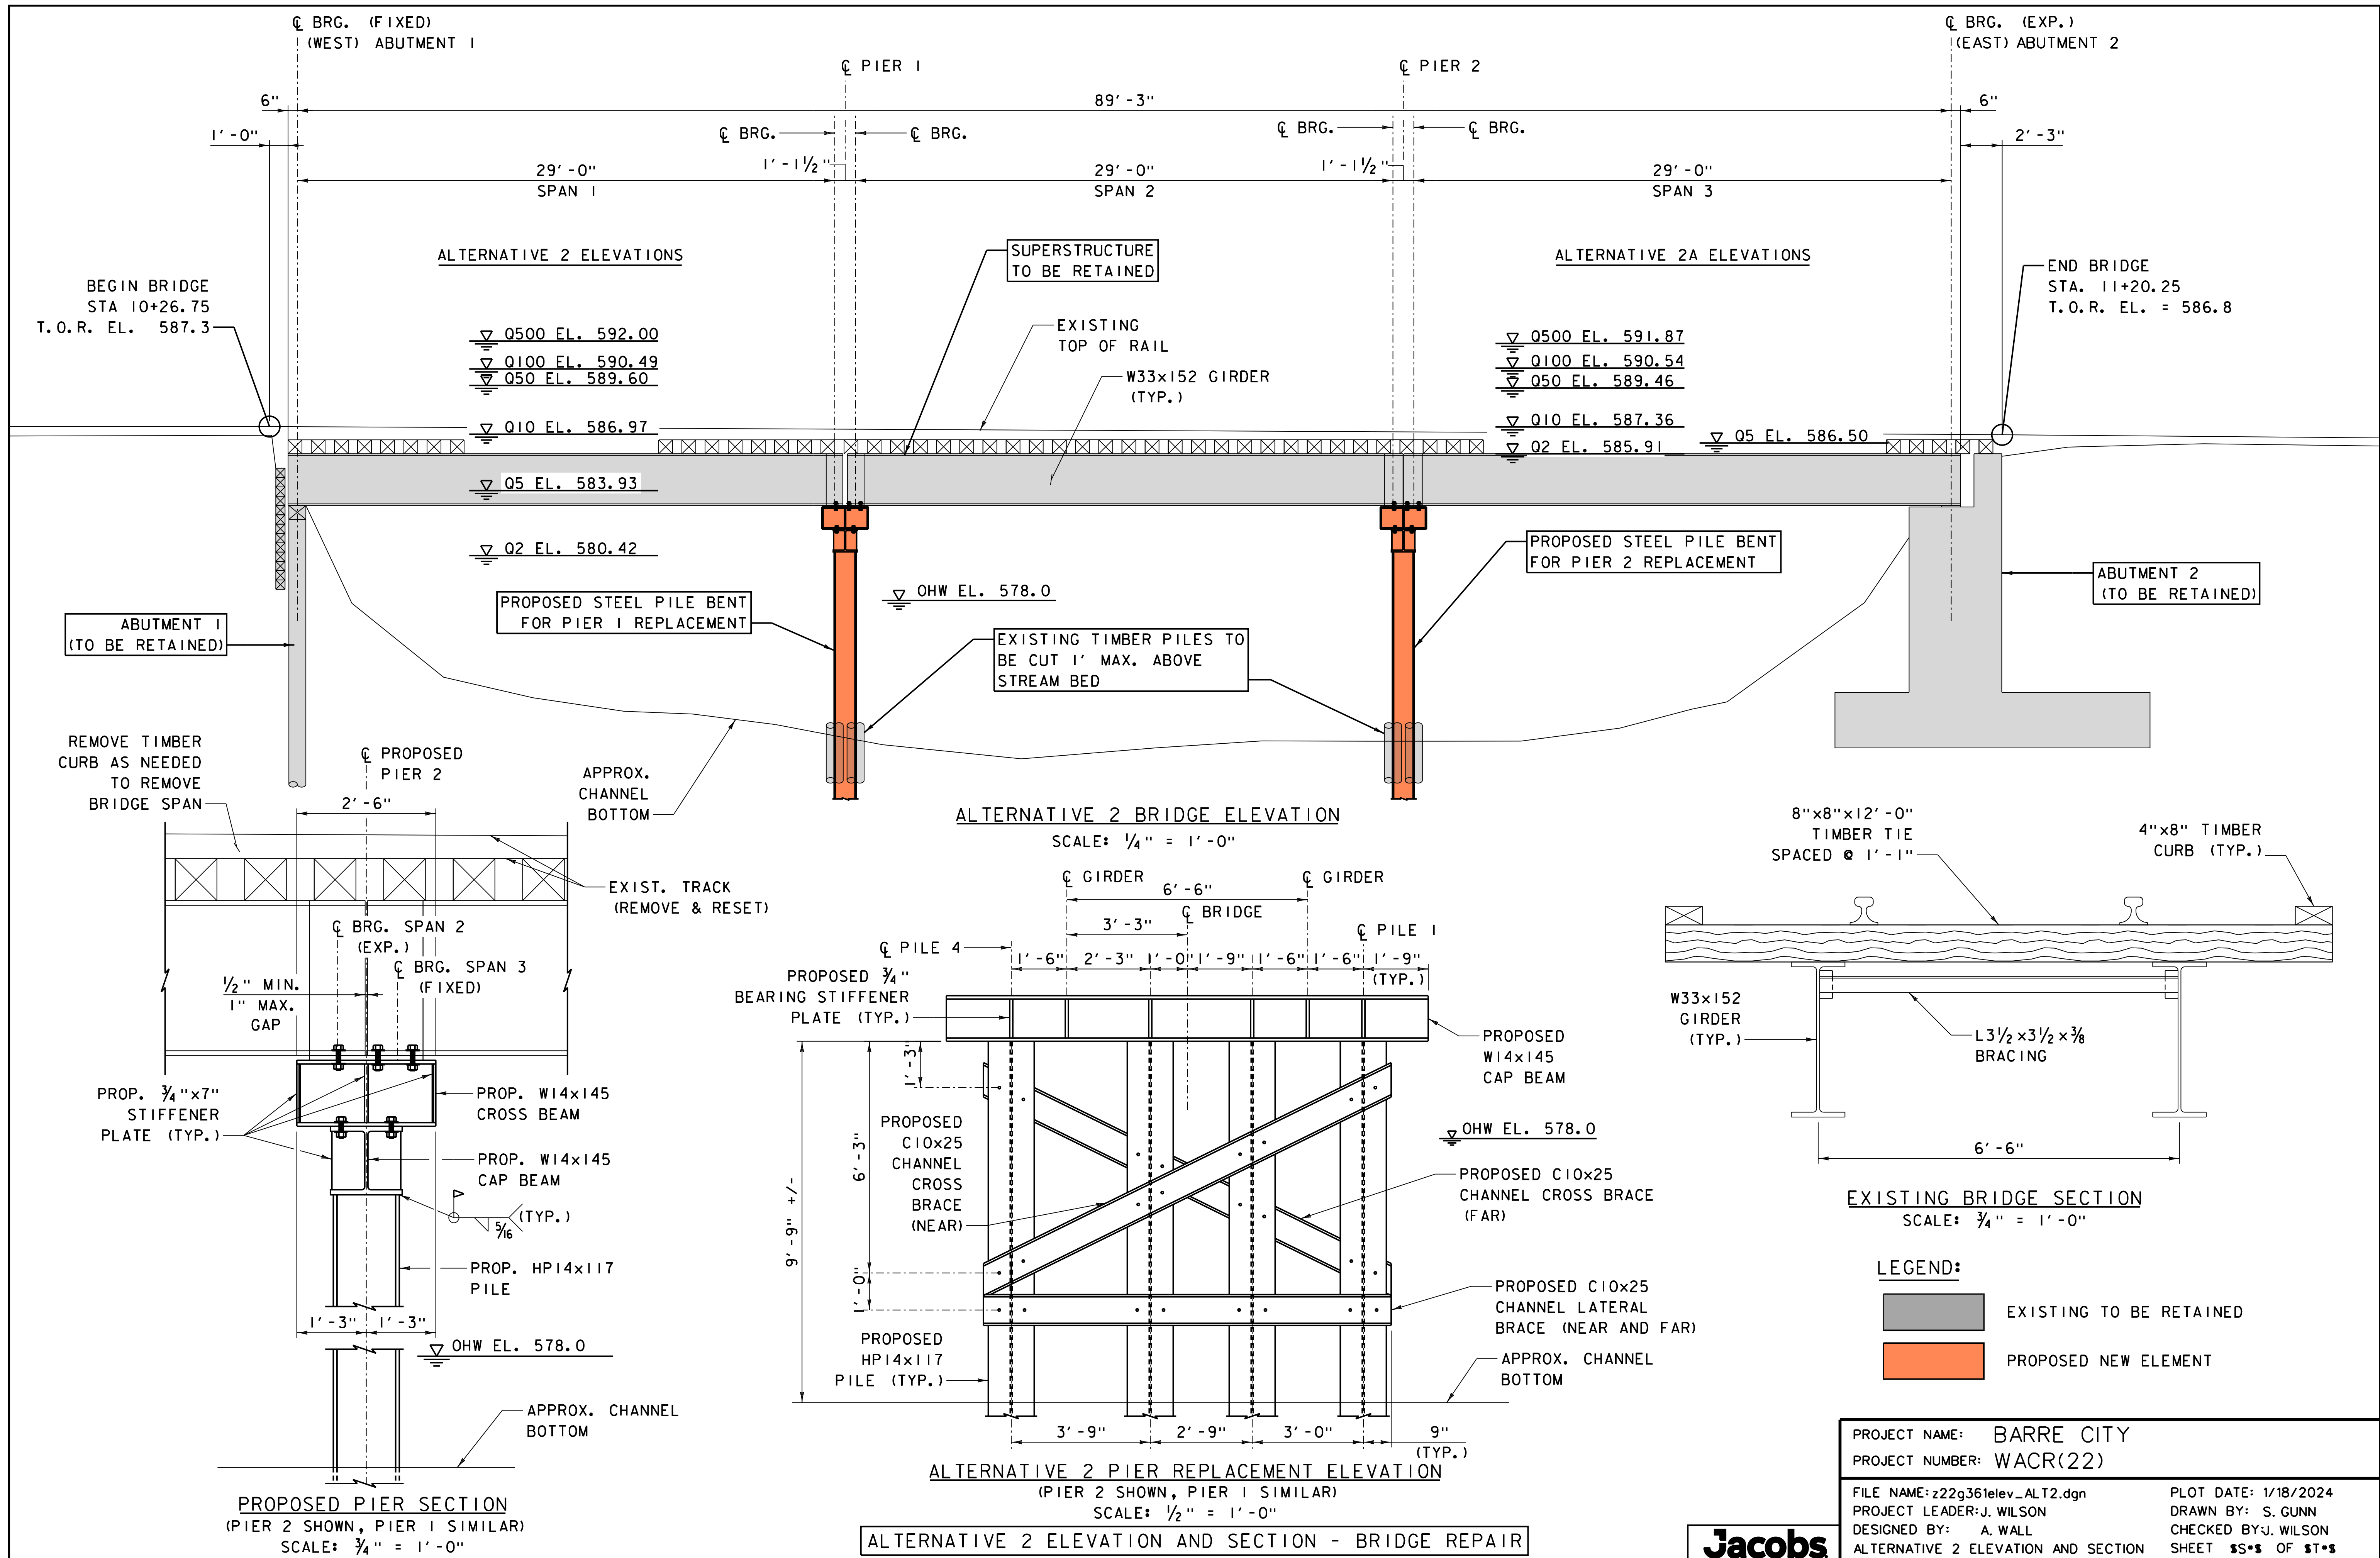 ℄ BRG. (FIXED)
(WEST) ABUTMENT 1
℄ PIER 1
℄ PIER 2
℄ BRG. (EXP.)
(EAST) ABUTMENT 2
6"
89'-3"
6"
1'-0"
℄ BRG.
℄ BRG.
℄ BRG.
℄ BRG.
2'-3"
29'-0"
SPAN 1
1'-1½"
29'-0"
SPAN 2
1'-1½"
29'-0"
SPAN 3
ALTERNATIVE 2 ELEVATIONS
SUPERSTRUCTURE
TO BE RETAINED
ALTERNATIVE 2A ELEVATIONS
BEGIN BRIDGE
STA 10+26.75
T.O.R. EL. 587.3
END BRIDGE
STA. 11+20.25
T.O.R. EL. = 586.8
Q500 EL. 592.00
Q100 EL. 590.49
Q50 EL. 589.60
Q10 EL. 586.97
Q5 EL. 583.93
Q2 EL. 580.42
EXISTING
TOP OF RAIL
W33x152 GIRDER
(TYP.)
Q500 EL. 591.87
Q100 EL. 590.54
Q50 EL. 589.46
Q10 EL. 587.36
Q2 EL. 585.91
Q5 EL. 586.50
PROPOSED STEEL PILE BENT
FOR PIER 1 REPLACEMENT
OHW EL. 578.0
PROPOSED STEEL PILE BENT
FOR PIER 2 REPLACEMENT
ABUTMENT 1
(TO BE RETAINED)
EXISTING TIMBER PILES TO
BE CUT 1' MAX. ABOVE
STREAM BED
ABUTMENT 2
(TO BE RETAINED)
APPROX.
CHANNEL
BOTTOM
ALTERNATIVE 2 BRIDGE ELEVATION
SCALE: ¼" = 1'-0"
REMOVE TIMBER
CURB AS NEEDED
TO REMOVE
BRIDGE SPAN
℄ PROPOSED
PIER 2
2'-6"
EXIST. TRACK
(REMOVE & RESET)
℄ BRG. SPAN 2
(EXP.)
℄ BRG. SPAN 3
(FIXED)
½" MIN.
1" MAX.
GAP
PROP. ¾"x7"
STIFFENER
PLATE (TYP.)
PROP. W14x145
CROSS BEAM
PROP. W14x145
CAP BEAM
(TYP.)
5/16
PROP. HP14x117
PILE
1'-3"
1'-3"
OHW EL. 578.0
APPROX. CHANNEL
BOTTOM
PROPOSED PIER SECTION
(PIER 2 SHOWN, PIER 1 SIMILAR)
SCALE: ¾" = 1'-0"
℄ GIRDER
℄ GIRDER
6'-6"
3'-3"
℄ BRIDGE
℄ PILE 4
℄ PILE 1
1'-6"
2'-3"
1'-0"
1'-9"
1'-6"
1'-6"
1'-9"
(TYP.)
PROPOSED ¾"
BEARING STIFFENER
PLATE (TYP.)
PROPOSED
W14x145
CAP BEAM
1'-3"
6'-3"
9'-9" +/-
1'-0"
PROPOSED
C10x25
CHANNEL
CROSS
BRACE
(NEAR)
OHW EL. 578.0
PROPOSED C10x25
CHANNEL CROSS BRACE
(FAR)
PROPOSED C10x25
CHANNEL LATERAL
BRACE (NEAR AND FAR)
PROPOSED
HP14x117
PILE (TYP.)
APPROX. CHANNEL
BOTTOM
3'-9"
2'-9"
3'-0"
9"
(TYP.)
ALTERNATIVE 2 PIER REPLACEMENT ELEVATION
(PIER 2 SHOWN, PIER 1 SIMILAR)
SCALE: ½" = 1'-0"
8"x8"x12'-0"
TIMBER TIE
SPACED @ 1'-1"
4"x8" TIMBER
CURB (TYP.)
W33x152
GIRDER
(TYP.)
L3½x3½x⅜
BRACING
6'-6"
EXISTING BRIDGE SECTION
SCALE: ¾" = 1'-0"
LEGEND:
EXISTING TO BE RETAINED
PROPOSED NEW ELEMENT
ALTERNATIVE 2 ELEVATION AND SECTION - BRIDGE REPAIR
Jacobs
PROJECT NAME: BARRE CITY
PROJECT NUMBER: WACR(22)
FILE NAME: z22g361elev_ALT2.dgn
PLOT DATE: 1/18/2024
PROJECT LEADER: J. WILSON
DRAWN BY: S. GUNN
DESIGNED BY: A. WALL
CHECKED BY: J. WILSON
ALTERNATIVE 2 ELEVATION AND SECTION
SHEET $S*$ OF $T*$